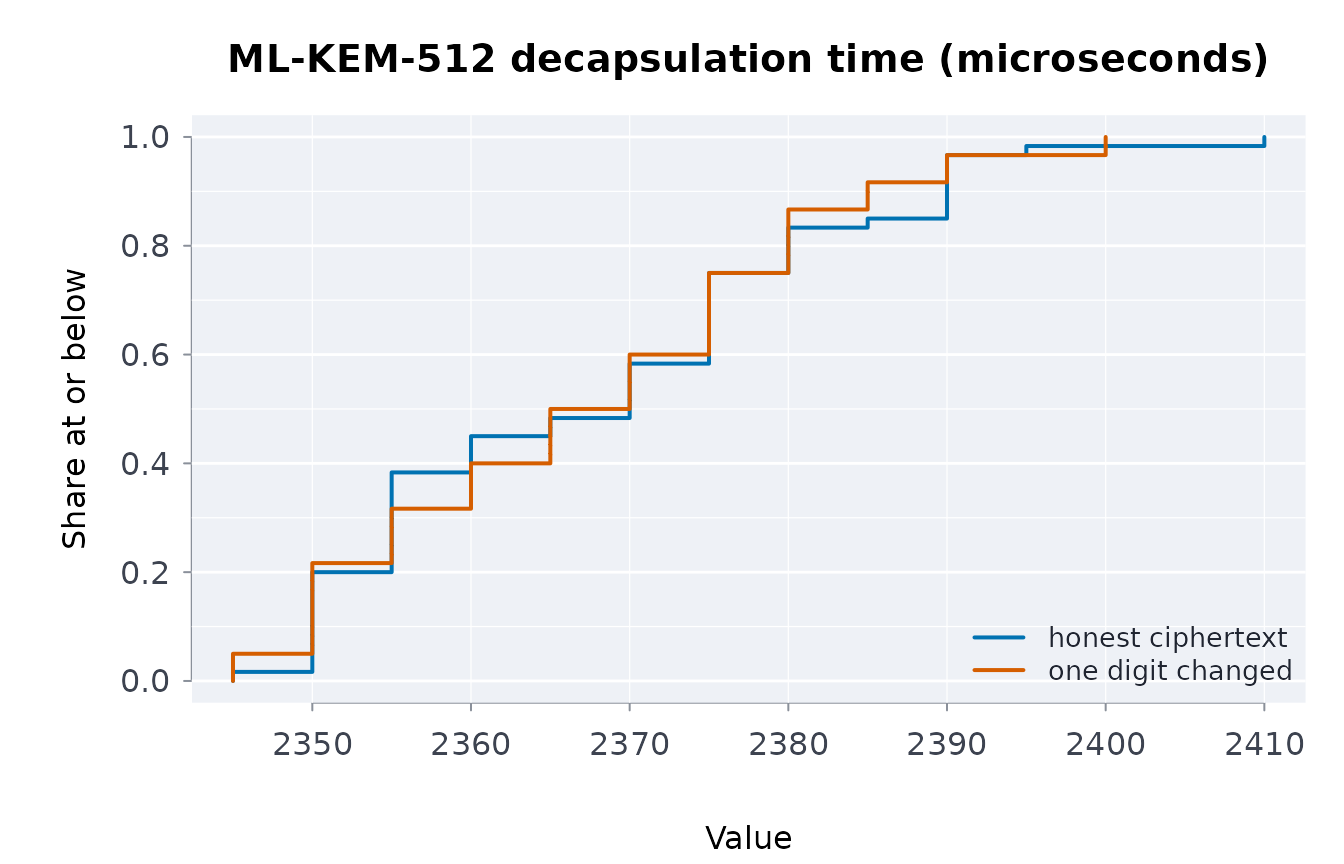 ML-KEM-512 decapsulation time (microseconds)
1.0
0.8
0.6
0.4
0.2
0.0
Share at or below
honest ciphertext
one digit changed
2350 2360 2370 2380 2390 2400 2410
Value